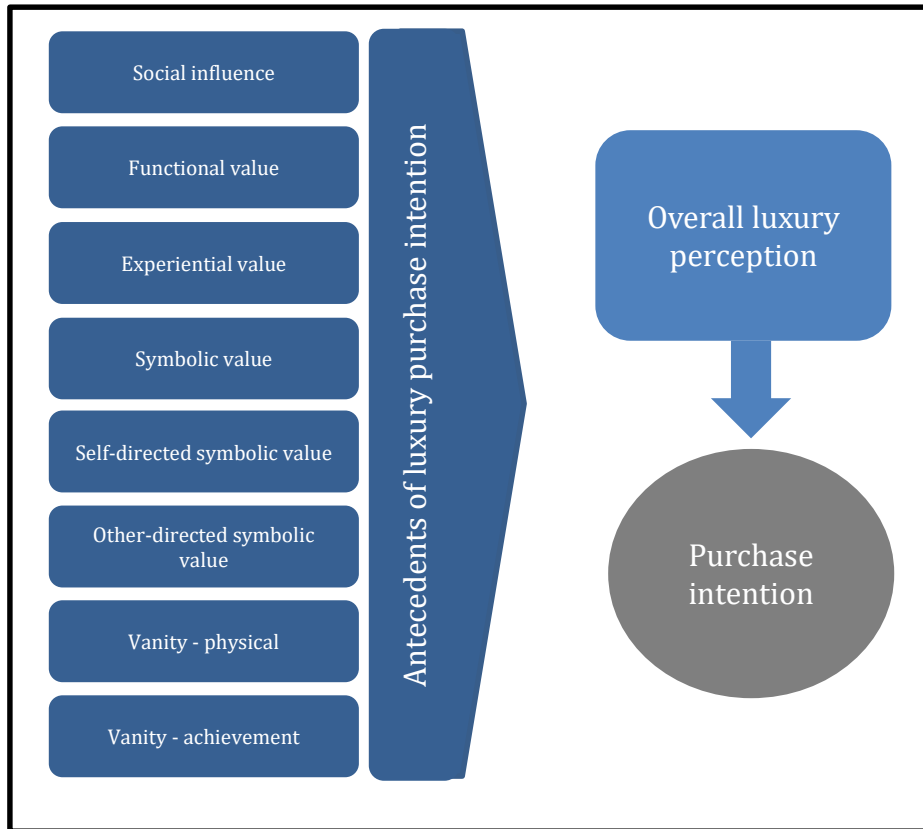 Social influence
Functional value
Experiential value
Symbolic value
Self-directed symbolic value
Other-directed symbolic
value
Vanity - physical
Vanity - achievement
Antecedents of luxury purchase intention
Overall luxury
perception
Purchase
intention